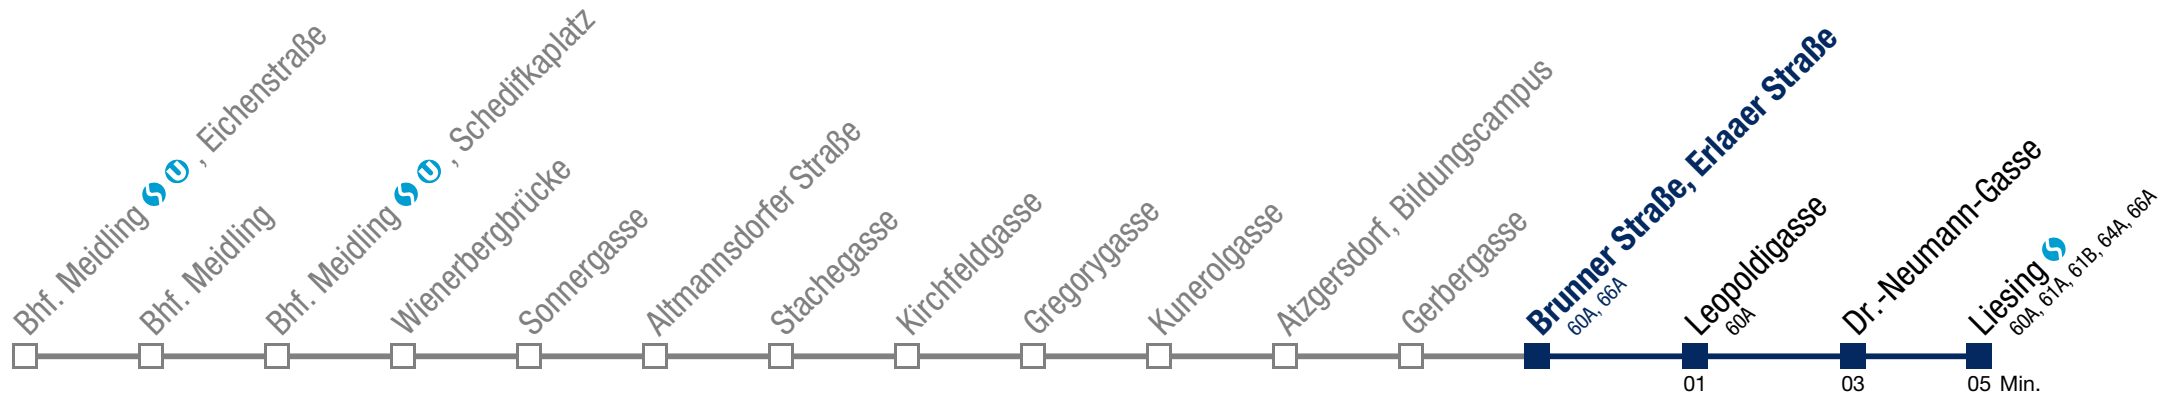 Bhf. Meidling S U , Eichenstraße
Bhf. Meidling
Bhf. Meidling S U , Schedifkaplatz
Wienerbergbrücke
Sonnergasse
Altmannsdorfer Straße
Stachegasse
Kirchfeldgasse
Gregorygasse
Kunerolgasse
Atzgersdorf, Bildungscampus
Gerbergasse
Brunner Straße, Erlaaer Straße
60A, 66A
Leopoldigasse
60A
Dr.-Neumann-Gasse
Liesing S
60A, 61A, 61B, 64A, 66A
01 03 05 Min.